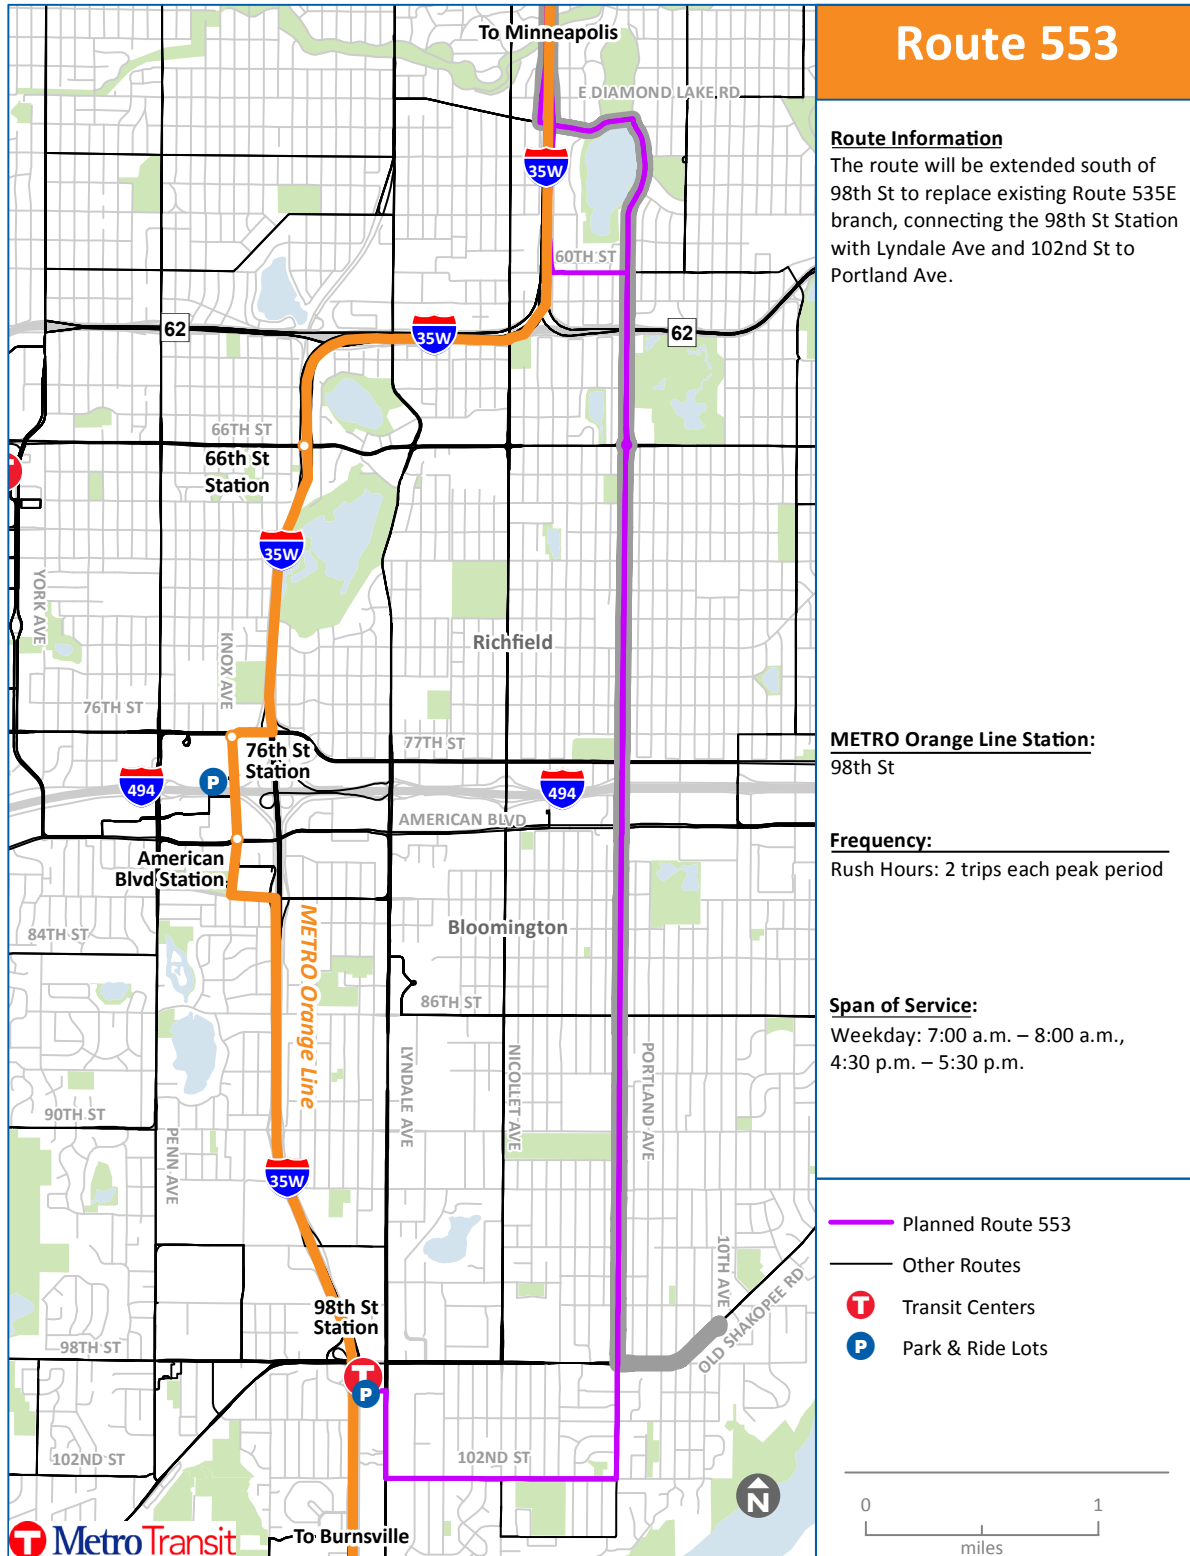 To Minneapolis
E DIAMOND LAKE RD
35W
60TH ST
62
35W
62
66TH ST
66th St
Station
T
35W
YORK AVE
KNOX AVE
Richfield
76TH ST
76th St
Station
77TH ST
494
P
494
AMERICAN BLVD
American
Blvd Station
84TH ST
METRO Orange Line
Bloomington
86TH ST
LYNDALE AVE
NICOLLET AVE
PORTLAND AVE
90TH ST
PENN AVE
35W
10TH AVE
OLD SHAKOPEE RD
98th St
Station
98TH ST
T
P
102ND ST
102ND ST
N
T MetroTransit
To Burnsville
Route 553
Route Information
The route will be extended south of
98th St to replace existing Route 535E
branch, connecting the 98th St Station
with Lyndale Ave and 102nd St to
Portland Ave.
METRO Orange Line Station:
98th St
Frequency:
Rush Hours: 2 trips each peak period
Span of Service:
Weekday: 7:00 a.m. – 8:00 a.m.,
4:30 p.m. – 5:30 p.m.
Planned Route 553
Other Routes
T Transit Centers
P Park & Ride Lots
0 1
miles